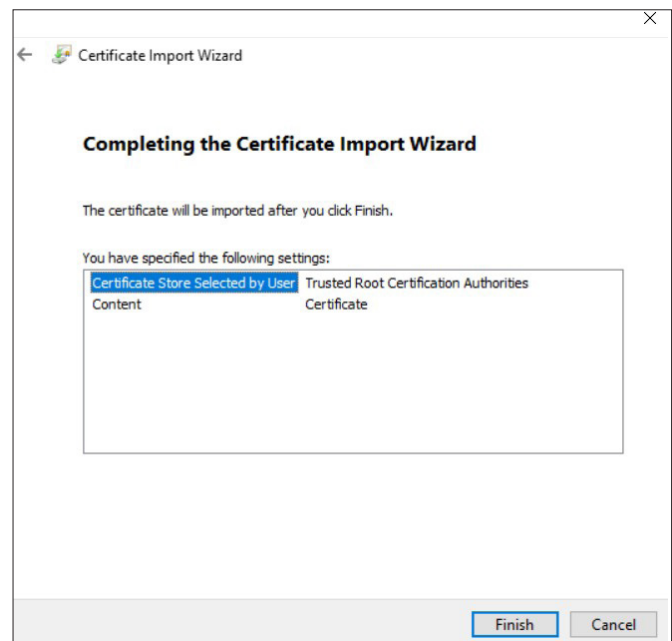 Certificate Import Wizard
Completing the Certificate Import Wizard
The certificate will be imported after you click Finish.
You have specified the following settings:
Certificate Store Selected by User Trusted Root Certification Authorities
Content Certificate
Finish Cancel